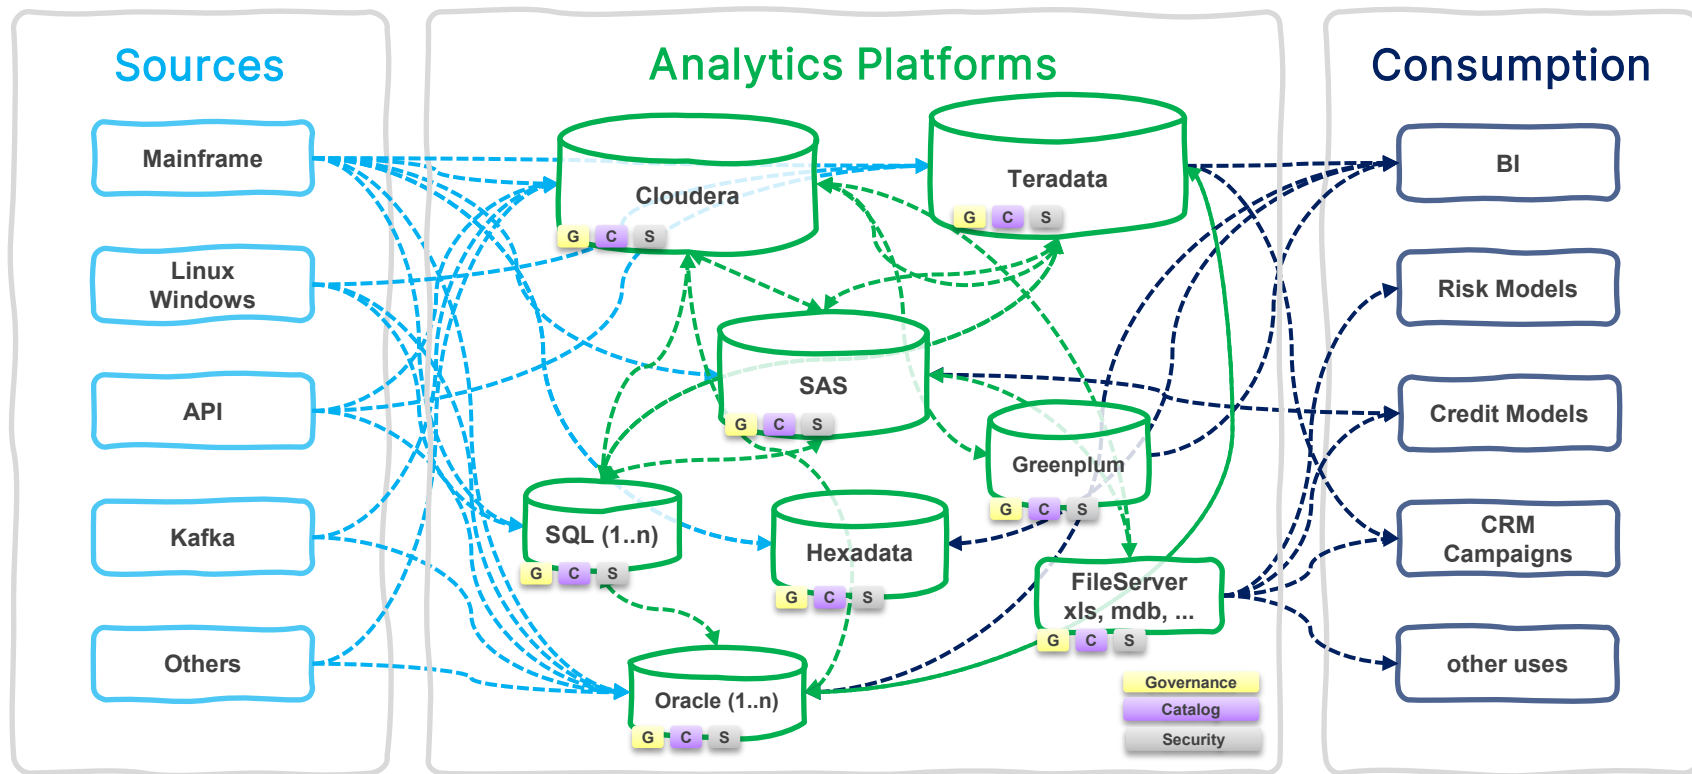 Sources
Mainframe
Linux
Windows
API
Kafka
Others
Analytics Platforms
Cloudera
G C S
Teradata
G C S
SAS
G C S
Greenplum
G C S
SQL (1..n)
G C S
Hexadata
G C S
FileServer
xls, mdb, ...
G C S
Oracle (1..n)
G C S
Governance
Catalog
Security
Consumption
BI
Risk Models
Credit Models
CRM
Campaigns
other uses